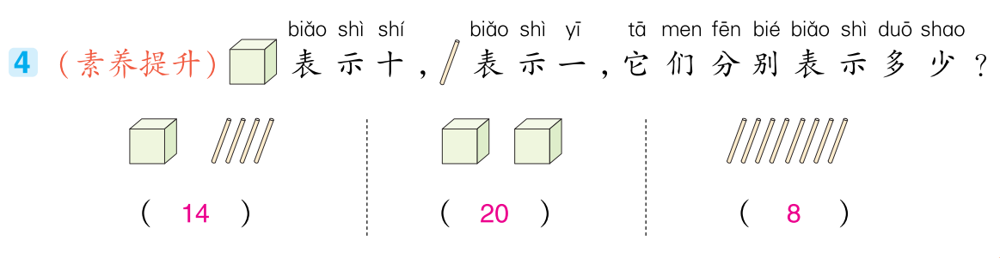 biǎo shì shí biǎo shì yī tā men fēn bié biǎo shì duō shao
4 (素养提升) 表示十, 表示一, 它们分别表示多少?
( 14 ) ( 20 ) ( 8 )